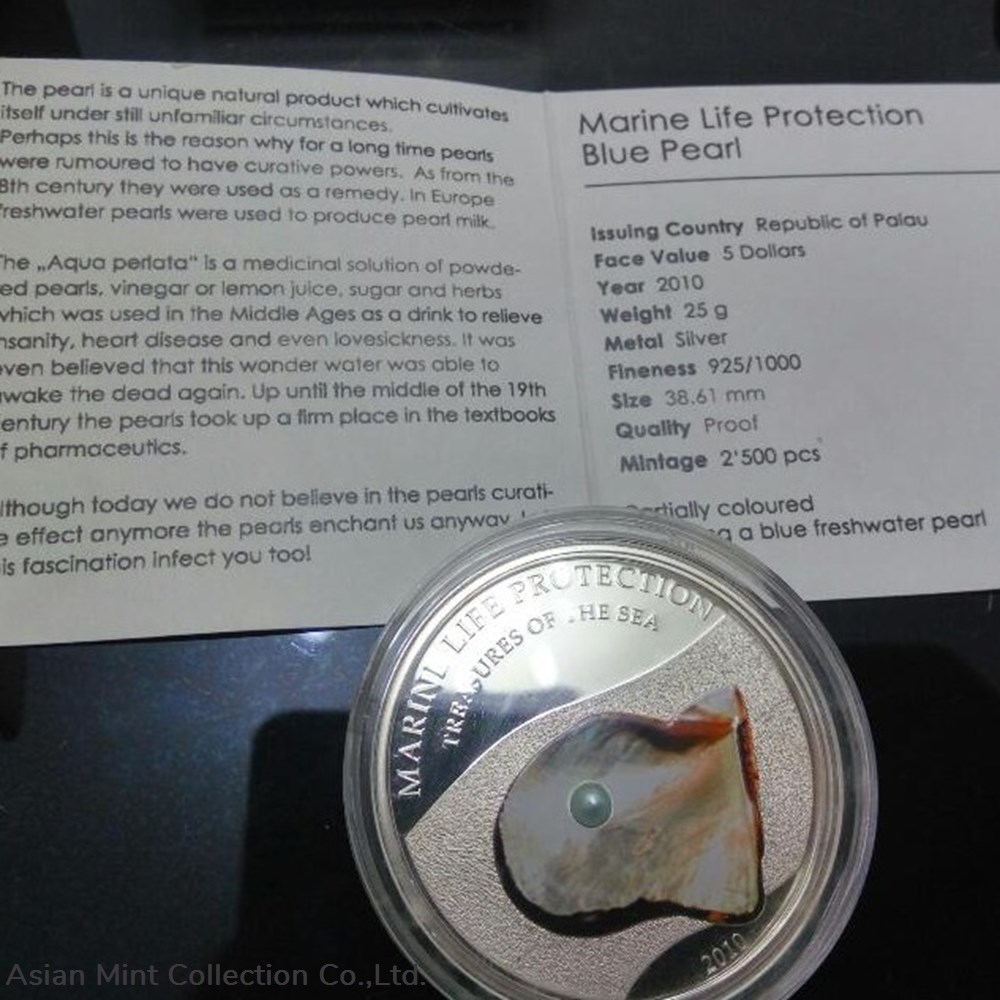 The pearl is a unique natural product which cultivates
itself under still unfamiliar circumstances.
Perhaps this is the reason why for a long time pearls
were rumoured to have curative powers. As from the
8th century they were used as a remedy. In Europe
freshwater pearls were used to produce pearl milk.
The „Aqua perlata“ is a medicinal solution of powde-
ed pearls, vinegar or lemon juice, sugar and herbs
which was used in the Middle Ages as a drink to relieve
nsanity, heart disease and even lovesickness. It was
even believed that this wonder water was able to
awake the dead again. Up until the middle of the 19th
entury the pearls took up a firm place in the textbooks
f pharmaceutics.
lthough today we do not believe in the pearls curati-
e effect anymore the pearls enchant us anyway
is fascination infect you too!
Marine Life Protection
Blue Pearl
Issuing Country Republic of Palau
Face Value 5 Dollars
Year 2010
Weight 25 g
Metal Silver
Fineness 925/1000
Size 38.61 mm
Quality Proof
Mintage 2'500 pcs
Partially coloured
a blue freshwater pearl
MARINE LIFE PROTECTION
TREASURES OF THE SEA
2010
Asian Mint Collection Co.,Ltd.